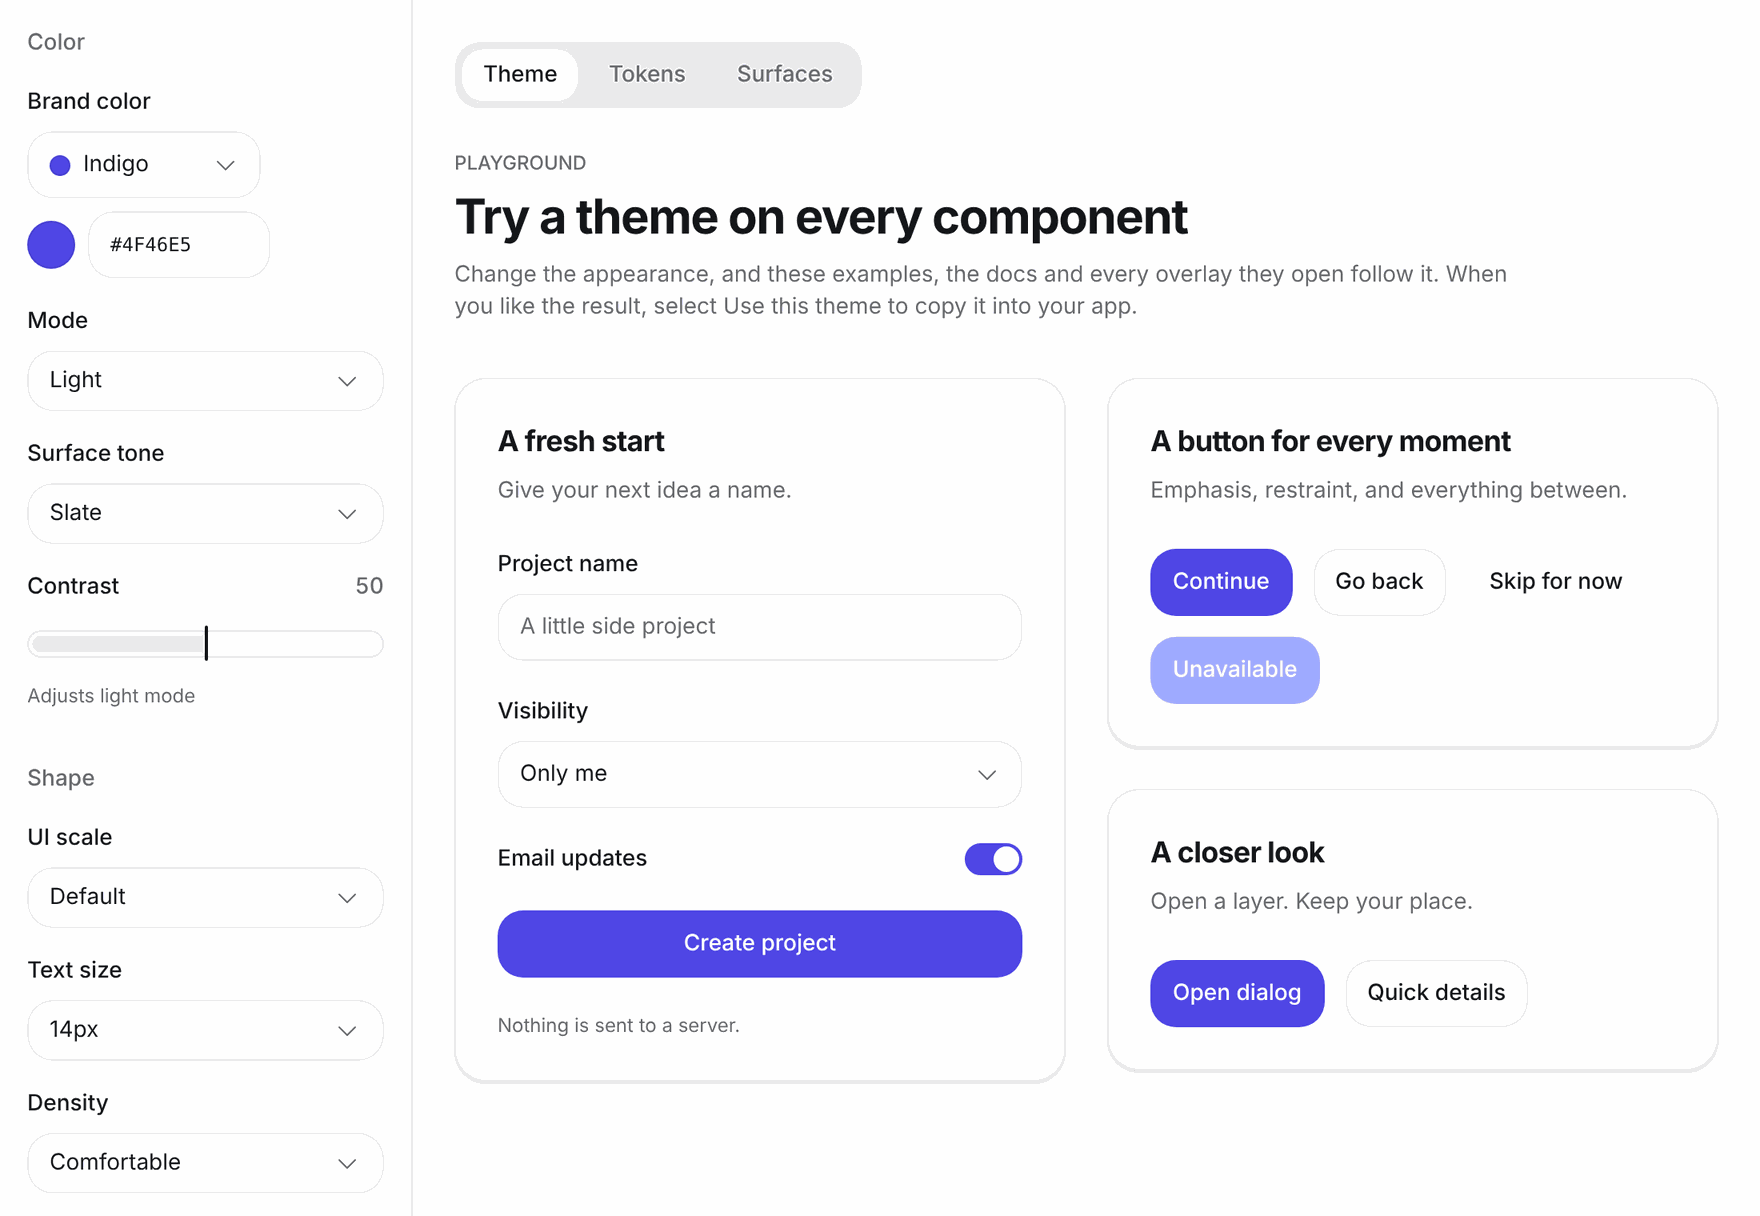 Color
Brand color
Indigo
#4F46E5
Mode
Light
Surface tone
Slate
Contrast 50
Adjusts light mode
Shape
UI scale
Default
Text size
14px
Density
Comfortable
Theme Tokens Surfaces
PLAYGROUND
Try a theme on every component
Change the appearance, and these examples, the docs and every overlay they open follow it. When
you like the result, select Use this theme to copy it into your app.
A fresh start
Give your next idea a name.
Project name
A little side project
Visibility
Only me
Email updates
Create project
Nothing is sent to a server.
A button for every moment
Emphasis, restraint, and everything between.
Continue Go back Skip for now
Unavailable
A closer look
Open a layer. Keep your place.
Open dialog Quick details